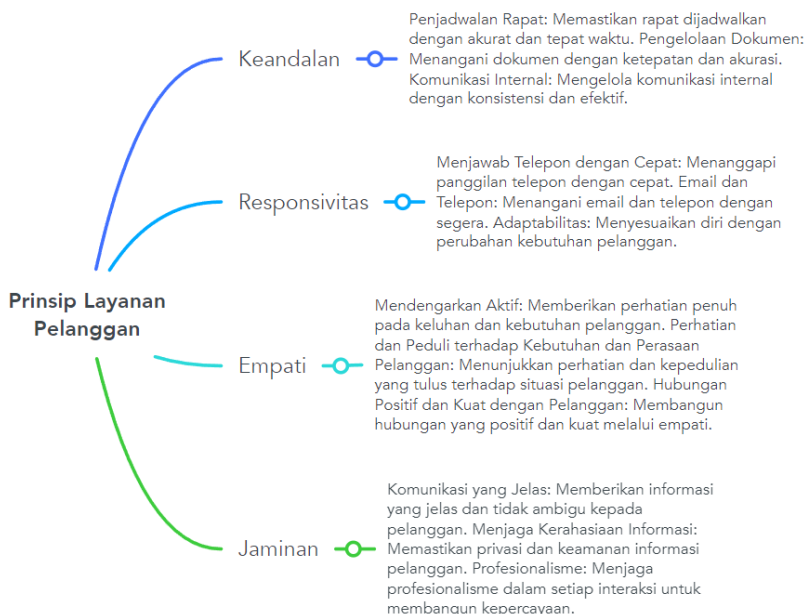 Prinsip Layanan
Pelanggan
Keandalan
Penjadwalan Rapat: Memastikan rapat dijadwalkan
dengan akurat dan tepat waktu. Pengelolaan Dokumen:
Menangani dokumen dengan ketepatan dan akurasi.
Komunikasi Internal: Mengelola komunikasi internal
dengan konsistensi dan efektif.
Responsivitas
Menjawab Telepon dengan Cepat: Menanggapi
panggilan telepon dengan cepat. Email dan
Telepon: Menangani email dan telepon dengan
segera. Adaptabilitas: Menyesuaikan diri dengan
perubahan kebutuhan pelanggan.
Empati
Mendengarkan Aktif: Memberikan perhatian penuh
pada keluhan dan kebutuhan pelanggan. Perhatian
dan Peduli terhadap Kebutuhan dan Perasaan
Pelanggan: Menunjukkan perhatian dan kepedulian
yang tulus terhadap situasi pelanggan. Hubungan
Positif dan Kuat dengan Pelanggan: Membangun
hubungan yang positif dan kuat melalui empati.
Jaminan
Komunikasi yang Jelas: Memberikan informasi
yang jelas dan tidak ambigu kepada
pelanggan. Menjaga Kerahasiaan Informasi:
Memastikan privasi dan keamanan informasi
pelanggan. Profesionalisme: Menjaga
profesionalisme dalam setiap interaksi untuk
membangun kepercayaan.